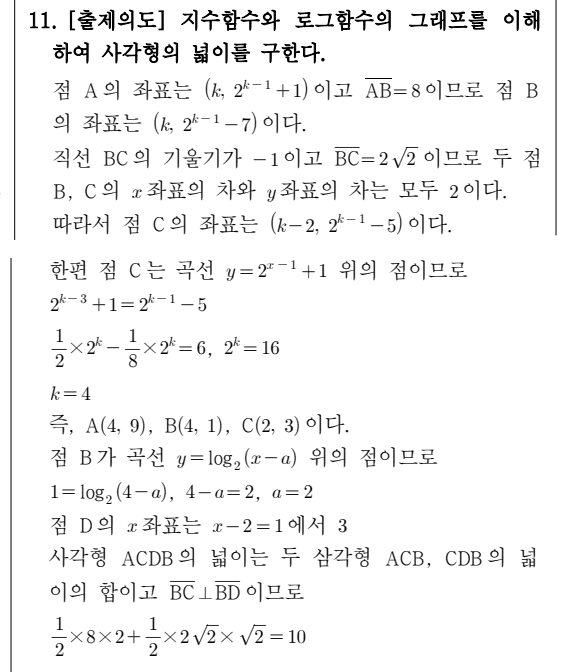 11. [출제의도] 지수함수와 로그함수의 그래프를 이해
하여 사각형의 넓이를 구한다.
점 A의 좌표는 (k, 2^{k-1}+1)이고 \overline{AB}=8이므로 점 B
의 좌표는 (k, 2^{k-1}-7)이다.
직선 BC의 기울기가 -1이고 \overline{BC}=2√2 이므로 두 점
B, C의 x좌표의 차와 y좌표의 차는 모두 2이다.
따라서 점 C의 좌표는 (k-2, 2^{k-1}-5)이다.
한편 점 C는 곡선 y=2^{x-1}+1 위의 점이므로
2^{k-3}+1=2^{k-1}-5
\frac{1}{2}×2^k-\frac{1}{8}×2^k=6, 2^k=16
k=4
즉, A(4, 9), B(4, 1), C(2, 3)이다.
점 B가 곡선 y=log_2(x-a) 위의 점이므로
1=log_2(4-a), 4-a=2, a=2
점 D의 x좌표는 x-2=1에서 3
사각형 ACDB의 넓이는 두 삼각형 ACB, CDB의 넓
이의 합이고 \overline{BC}⊥\overline{BD}이므로
\frac{1}{2}×8×2+\frac{1}{2}×2√2×√2=10